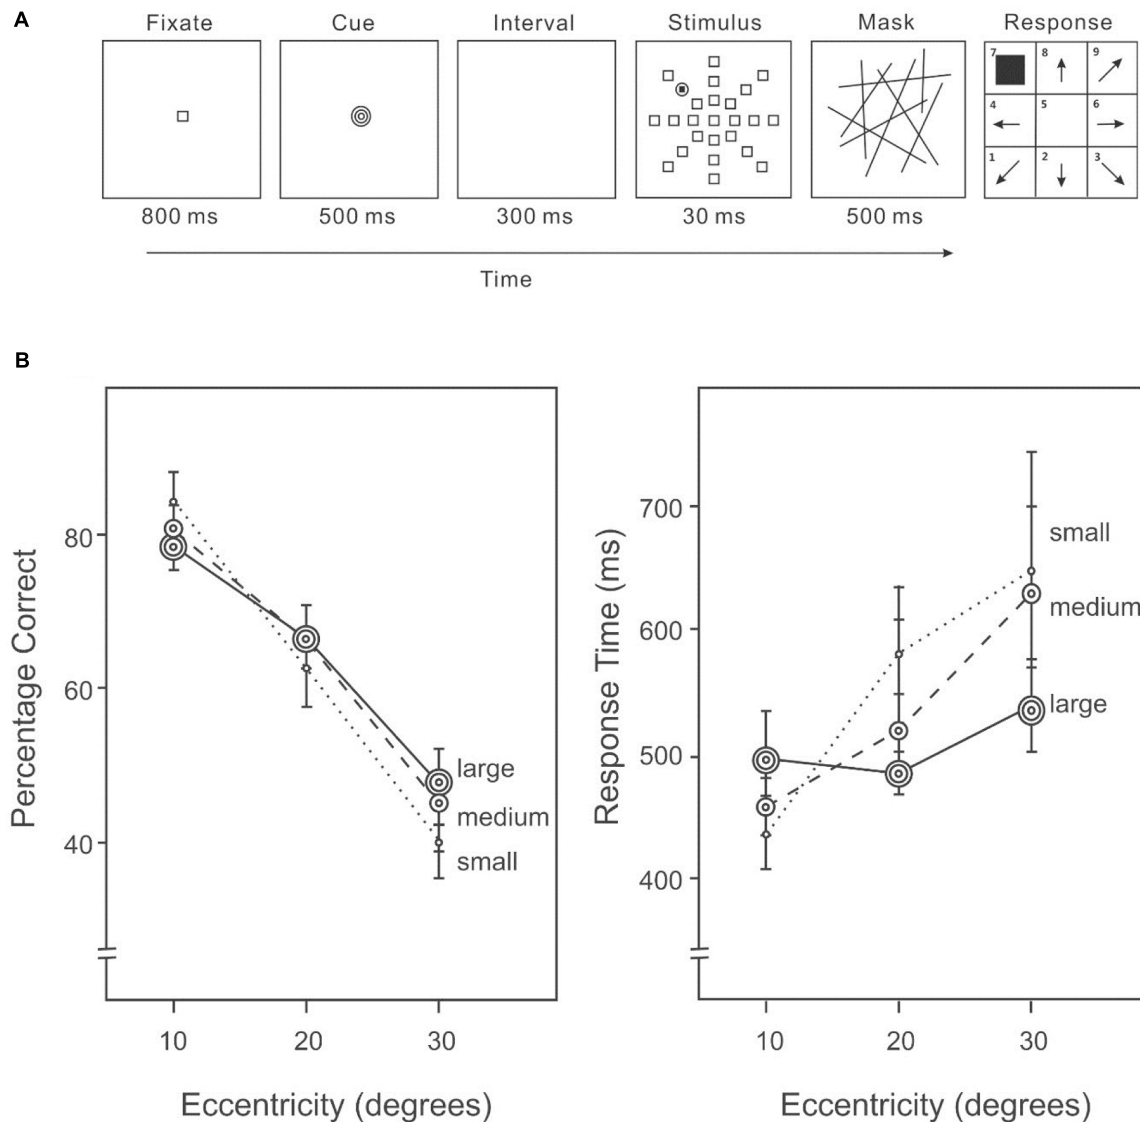 A
Fixate Cue Interval Stimulus Mask Response
7 8 9
4 5 6
1 2 3
800 ms 500 ms 300 ms 30 ms 500 ms
Time
B
Percentage Correct
80
60
40
large
medium
small
10 20 30
Eccentricity (degrees)
Response Time (ms)
700
600
500
400
small
medium
large
10 20 30
Eccentricity (degrees)